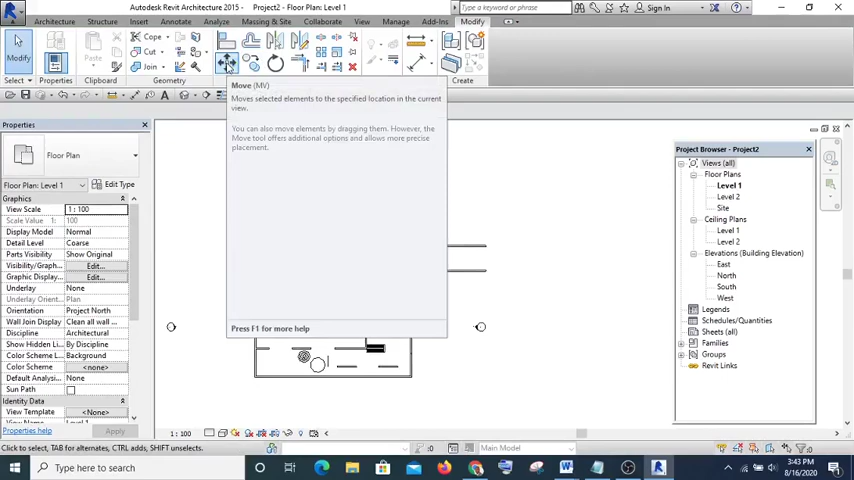 Autodesk Revit Architecture 2015 - Project2 - Floor Plan: Level 1
Type a keyword or phrase
Sign In
Architecture Structure Insert Annotate Analyze Massing & Site Collaborate View Manage Add-Ins Modify
Modify
Paste
Cope
Cut
Join
Select Properties Clipboard Geometry Create
Move (MV)
Moves selected elements to the specified location in the current
view.
You can also move elements by dragging them. However, the
Move tool offers additional options and allows more precise
placement.
Press F1 for more help
Properties
Floor Plan
Floor Plan: Level 1
Edit Type
Graphics
View Scale 1 : 100
Scale Value 1: 100
Display Model Normal
Detail Level Coarse
Parts Visibility Show Original
Visibility/Graph... Edit...
Graphic Display... Edit...
Underlay None
Underlay Orien... Plan
Orientation Project North
Wall Join Display Clean all wall
Discipline Architectural
Show Hidden Li By Discipline
Color Scheme L Background
Color Scheme <none>
Default Analysi... None
Sun Path
Identity Data
View Template <None>
View Name Level 1
Properties help
Apply
Project Browser - Project2
Views (all)
Floor Plans
Level 1
Level 2
Site
Ceiling Plans
Level 1
Level 2
Elevations (Building Elevation)
East
North
South
West
Legends
Schedules/Quantities
Sheets (all)
Families
Groups
Revit Links
1 : 100
Click to select, TAB for alternates, CTRL adds, SHIFT unselects.
:0
Main Model
:0
Type here to search
3:43 PM
8/16/2020